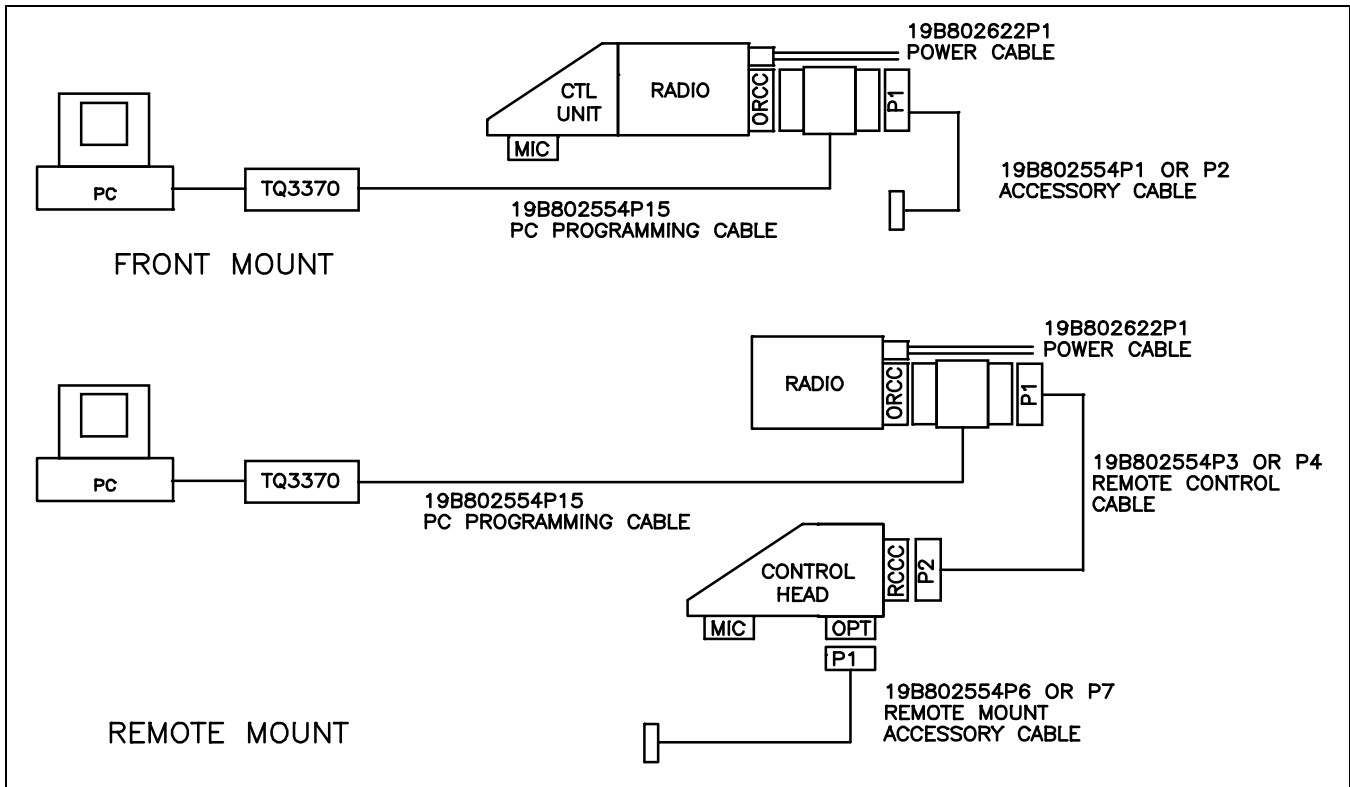 19B802622P1
POWER CABLE
CTL
UNIT
RADIO
ORCC
P1
MIC
PC
TQ3370
19B802554P1 OR P2
ACCESSORY CABLE
19B802554P15
PC PROGRAMMING CABLE
FRONT MOUNT
19B802622P1
POWER CABLE
RADIO
ORCC
P1
PC
TQ3370
19B802554P15
PC PROGRAMMING CABLE
19B802554P3 OR P4
REMOTE CONTROL
CABLE
CONTROL
HEAD
RCCC
P2
MIC
OPT
P1
19B802554P6 OR P7
REMOTE MOUNT
ACCESSORY CABLE
REMOTE MOUNT